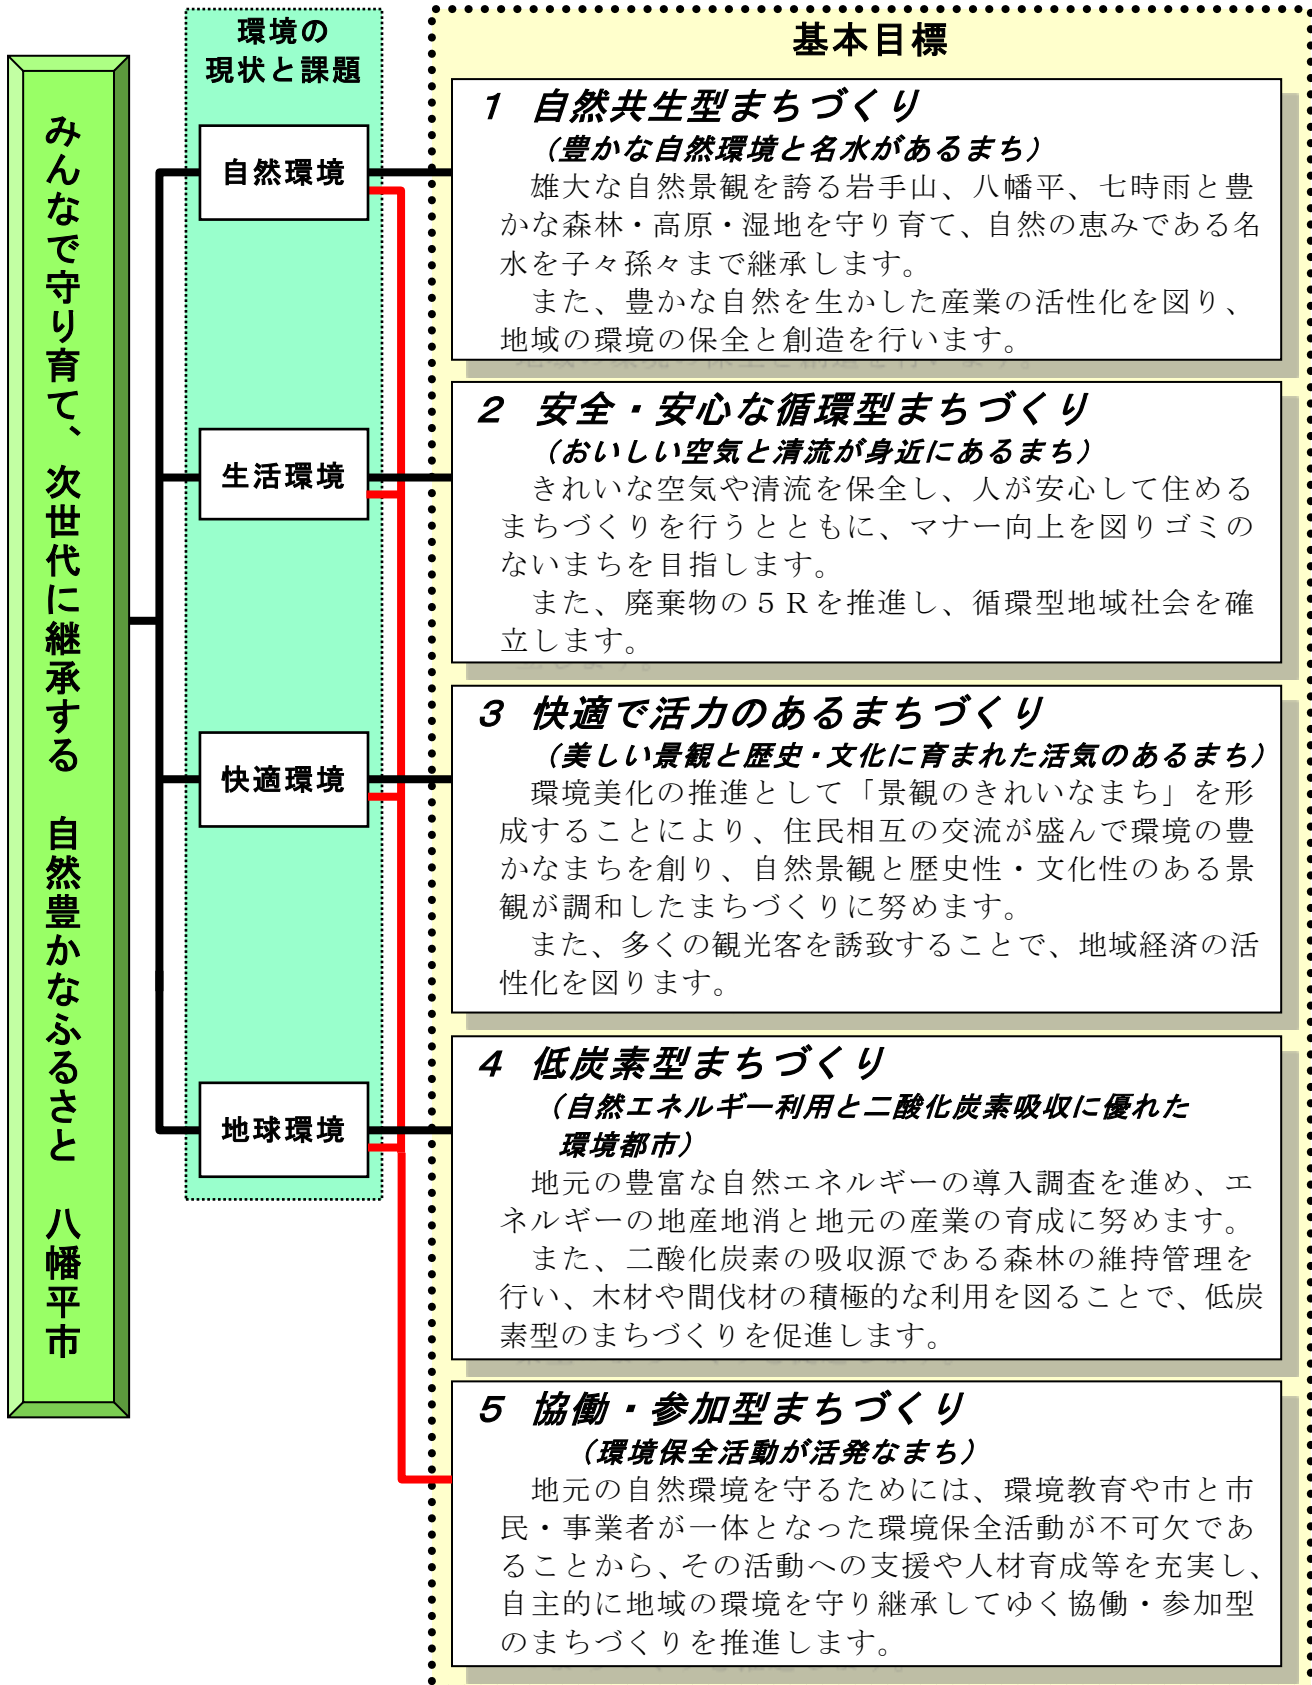 みんなで守り育て、次世代に継承する　自然豊かなふるさと　八幡平市
環境の
現状と課題
自然環境
生活環境
快適環境
地球環境
基本目標
1　自然共生型まちづくり
（豊かな自然環境と名水があるまち）
雄大な自然景観を誇る岩手山、八幡平、七時雨と豊
かな森林・高原・湿地を守り育て、自然の恵みである名
水を子々孫々まで継承します。
また、豊かな自然を生かした産業の活性化を図り、
地域の環境の保全と創造を行います。
2　安全・安心な循環型まちづくり
（おいしい空気と清流が身近にあるまち）
きれいな空気や清流を保全し、人が安心して住める
まちづくりを行うとともに、マナー向上を図りゴミの
ないまちを目指します。
また、廃棄物の５Ｒを推進し、循環型地域社会を確
立します。
3　快適で活力のあるまちづくり
（美しい景観と歴史・文化に育まれた活気のあるまち）
環境美化の推進として「景観のきれいなまち」を形
成することにより、住民相互の交流が盛んで環境の豊
かなまちを創り、自然景観と歴史性・文化性のある景
観が調和したまちづくりに努めます。
また、多くの観光客を誘致することで、地域経済の活
性化を図ります。
4　低炭素型まちづくり
（自然エネルギー利用と二酸化炭素吸収に優れた
環境都市）
地元の豊富な自然エネルギーの導入調査を進め、エ
ネルギーの地産地消と地元の産業の育成に努めます。
また、二酸化炭素の吸収源である森林の維持管理を
行い、木材や間伐材の積極的な利用を図ることで、低炭
素型のまちづくりを促進します。
5　協働・参加型まちづくり
（環境保全活動が活発なまち）
地元の自然環境を守るためには、環境教育や市と市
民・事業者が一体となった環境保全活動が不可欠であ
ることから、その活動への支援や人材育成等を充実し、
自主的に地域の環境を守り継承してゆく協働・参加型
のまちづくりを推進します。